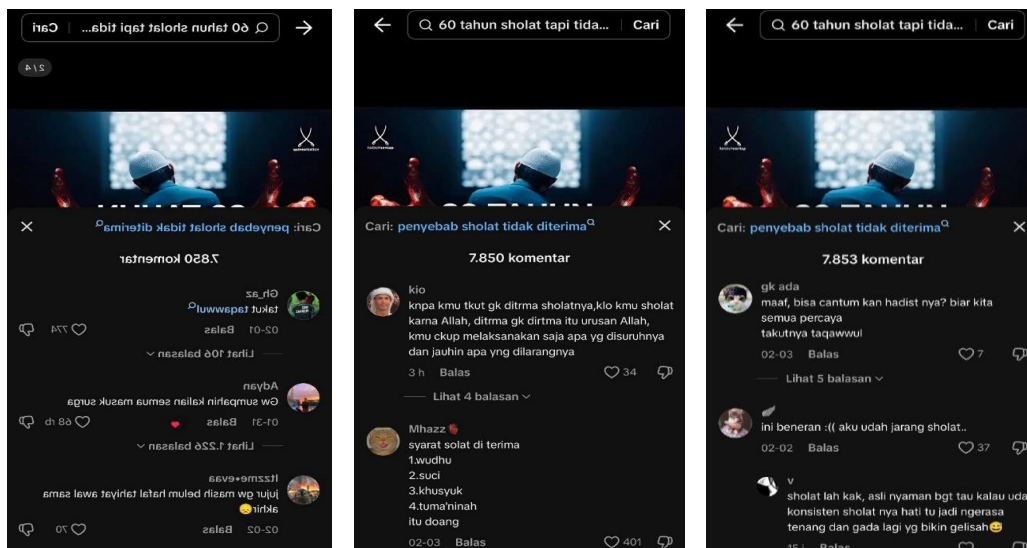 60 tahun sholat tapi tida... | Cari
2/4
Cari: penyebab sholat tidak diterima
7.850 komentar
Gh_az
takut taqawwul
02-01 Balas 774
Lihat 106 balasan
Adyan
Gw sumpahin kalian semua masuk surga
01-31 Balas 68 rb
Lihat 1.226 balasan
Itzzmem•evaa
jujur gw masih belum hafal tahiyat awal sama
akhir😞
02-02 Balas 70
60 tahun sholat tapi tida... | Cari
Cari: penyebab sholat tidak diterima
7.850 komentar
kio
knpa kmu tkut gk ditrma sholatnya,klo kmu sholat
karna Allah, ditrma gk dirtma itu urusan Allah,
kmu ckup melaksanakan saja apa yg disuruhnya
dan jauhin apa yng dilarangnya
3 h Balas 34
Lihat 4 balasan
Mhazz🫀
syarat solat di terima
1.wudhu
2.suci
3.khusyuk
4.tuma'ninah
itu doang
02-03 Balas 401
60 tahun sholat tapi tida... Cari
Cari: penyebab sholat tidak diterima
7.853 komentar
gk ada
maaf, bisa cantum kan hadist nya? biar kita
semua percaya
takutnya taqawwul
02-03 Balas 7
Lihat 5 balasan
🪽
ini beneran :(( aku udah jarang sholat..
02-02 Balas 37
v
sholat lah kak, asli nyaman bgt tau kalau uda
konsisten sholat nya hati tu jadi ngerasa
tenang dan gada lagi yg bikin gelisah😅
Balas